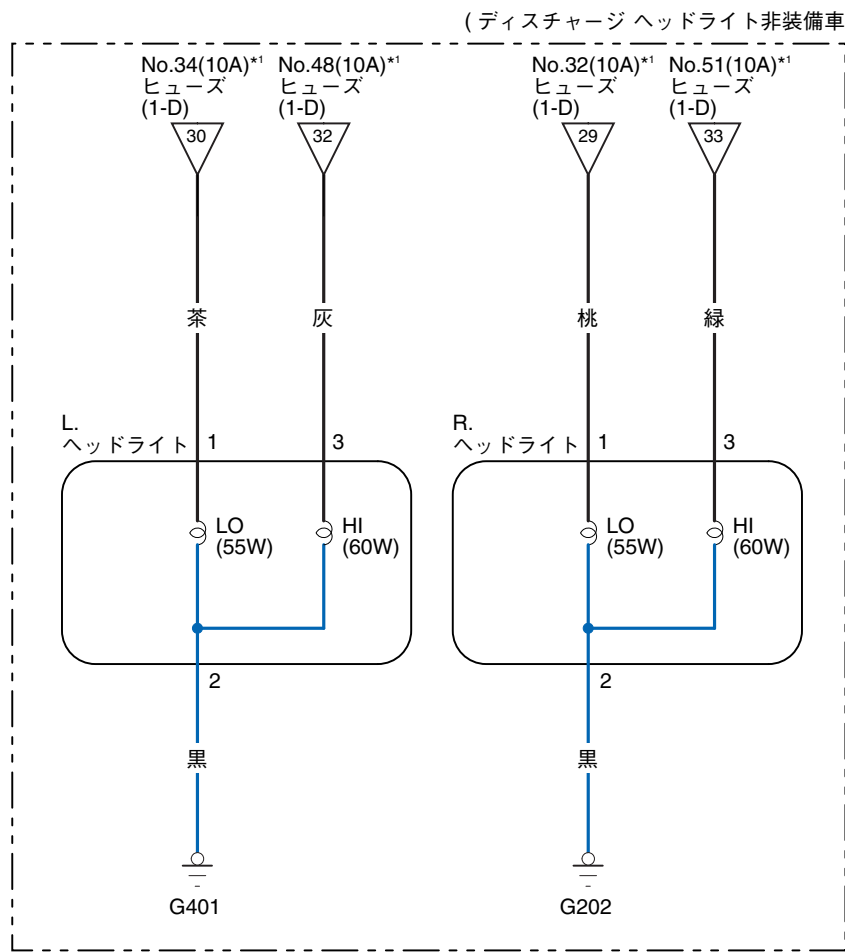 (ディスチャージ ヘッドライト非装備車
No.34(10A)*1
ヒューズ
(1-D)
30
No.48(10A)*1
ヒューズ
(1-D)
32
No.32(10A)*1
ヒューズ
(1-D)
29
No.51(10A)*1
ヒューズ
(1-D)
33
茶
灰
桃
緑
L.
ヘッドライト
1
3
LO
(55W)
HI
(60W)
2
黒
G401
R.
ヘッドライト
1
3
LO
(55W)
HI
(60W)
2
黒
G202